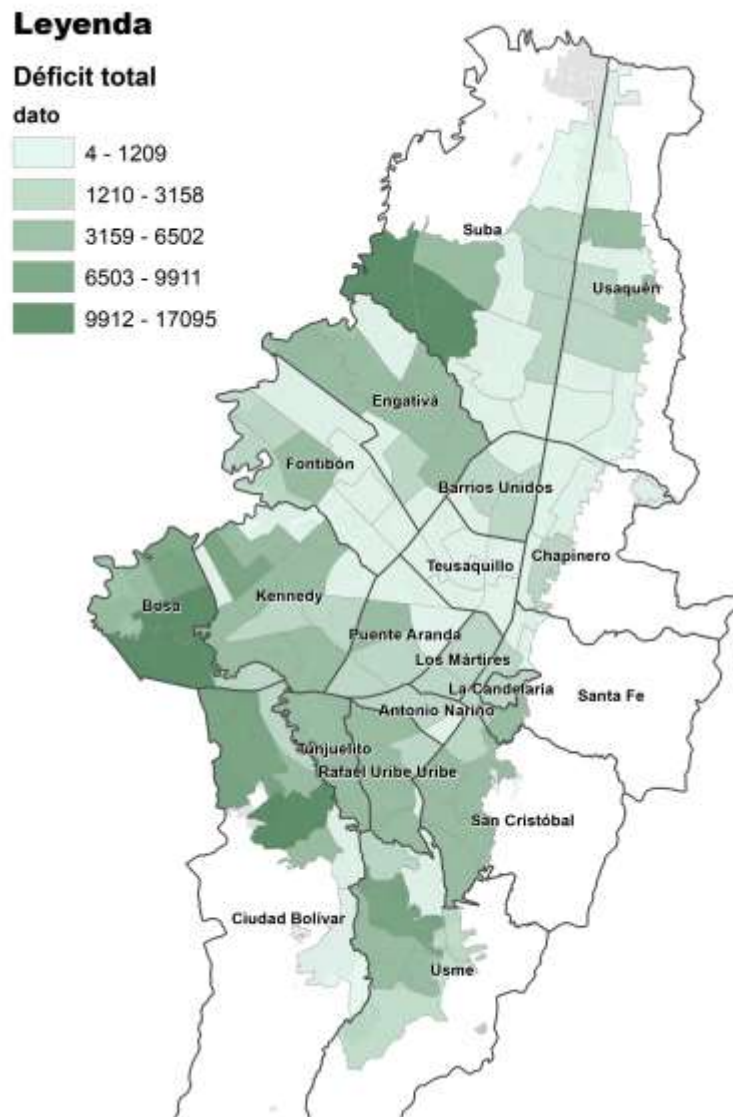 Leyenda
Déficit total
dato
4 - 1209
1210 - 3158
3159 - 6502
6503 - 9911
9912 - 17095
Suba
Usaquén
Engativá
Fontibón
Barrios Unidos
Chapinero
Teusaquillo
Bosa
Kennedy
Puente Aranda
Los Mártires
La Candelaria
Santa Fe
Antonio Nariño
Tunjuelito
Rafael Uribe Uribe
San Cristóbal
Ciudad Bolívar
Usme